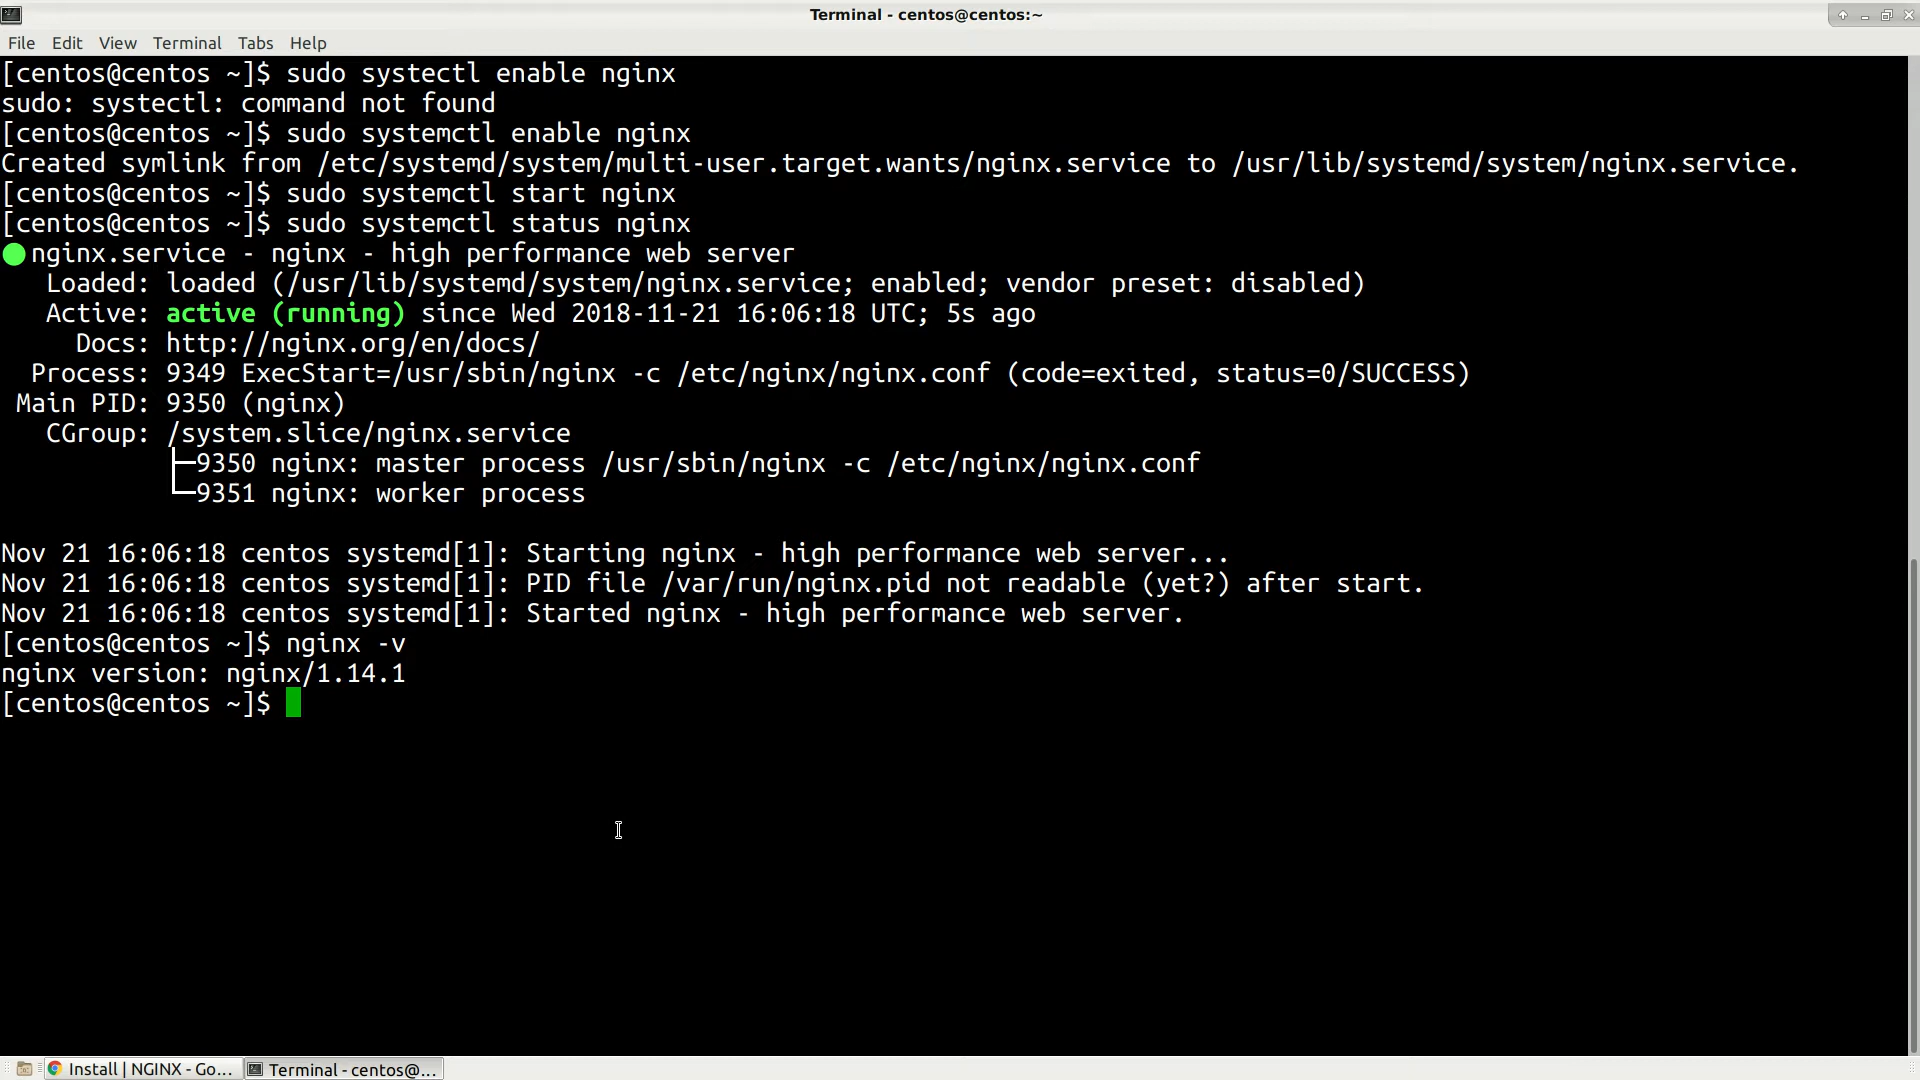 Terminal - centos@centos:~
File Edit View Terminal Tabs Help
[centos@centos ~]$ sudo systectl enable nginx
sudo: systectl: command not found
[centos@centos ~]$ sudo systemctl enable nginx
Created symlink from /etc/systemd/system/multi-user.target.wants/nginx.service to /usr/lib/systemd/system/nginx.service.
[centos@centos ~]$ sudo systemctl start nginx
[centos@centos ~]$ sudo systemctl status nginx
● nginx.service - nginx - high performance web server
   Loaded: loaded (/usr/lib/systemd/system/nginx.service; enabled; vendor preset: disabled)
   Active: active (running) since Wed 2018-11-21 16:06:18 UTC; 5s ago
     Docs: http://nginx.org/en/docs/
  Process: 9349 ExecStart=/usr/sbin/nginx -c /etc/nginx/nginx.conf (code=exited, status=0/SUCCESS)
 Main PID: 9350 (nginx)
   CGroup: /system.slice/nginx.service
           ├─9350 nginx: master process /usr/sbin/nginx -c /etc/nginx/nginx.conf
           └─9351 nginx: worker process
Nov 21 16:06:18 centos systemd[1]: Starting nginx - high performance web server...
Nov 21 16:06:18 centos systemd[1]: PID file /var/run/nginx.pid not readable (yet?) after start.
Nov 21 16:06:18 centos systemd[1]: Started nginx - high performance web server.
[centos@centos ~]$ nginx -v
nginx version: nginx/1.14.1
[centos@centos ~]$
Install | NGINX - Go... Terminal - centos@...